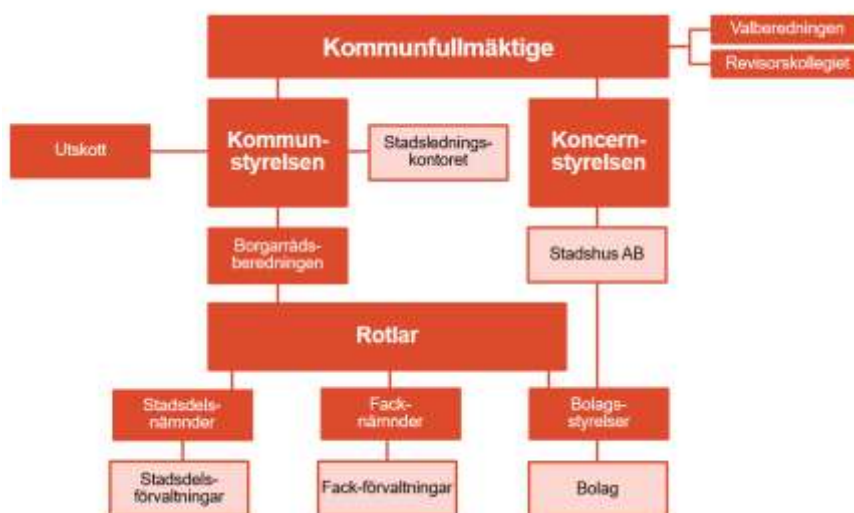 Kommunfullmäktige
Valberedningen
Revisorskollegiet
Utskott
Kommun-
styrelsen
Stadslednings-
kontoret
Koncern-
styrelsen
Borgarråds-
beredningen
Stadshus AB
Rotlar
Stadsdels-
nämnder
Fack-
nämnder
Bolags-
styrelser
Stadsdels-
förvaltningar
Fack-förvaltningar
Bolag